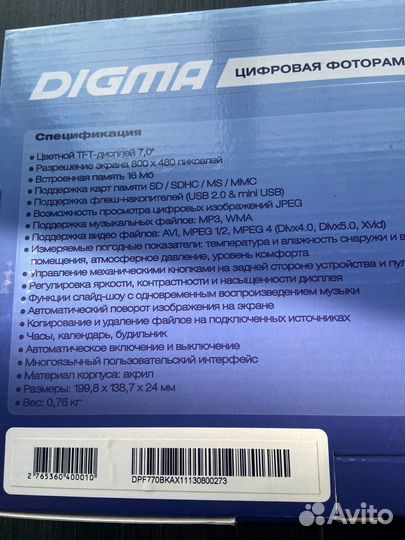 DIGMA
ЦИФРОВАЯ ФОТОРАМ
Спецификация
• Цветной TFT-дисплей 7,0"
• Разрешение экрана 800 x 480 пикселей
• Встроенная память 16 Мб
• Поддержка карт памяти SD / SDHC / MS / MMC
• Поддержка флеш-накопителей (USB 2.0 & mini USB)
• Возможность просмотра цифровых изображений JPEG
• Поддержка музыкальных файлов: MP3, WMA
• Поддержка видео файлов: AVI, MPEG 1/2, MPEG 4 (Divx4.0, Divx5.0, Xvid)
• Измеряемые погодные показатели: температура и влажность снаружи и в
помещения, атмосферное давление, уровень комфорта
• Управление механическими кнопками на задней стороне устройства и пул
• Регулировка яркости, контрастности и насыщенности дисплея
• Функции слайд-шоу с одновременным воспроизведением музыки
• Автоматический поворот изображения на экране
• Копирование и удаление файлов на подключенных источниках
• Часы, календарь, будильник
• Автоматическое включение и выключение
• Многоязычный пользовательский интерфейс
• Материал корпуса: акрил
• Размеры: 199,8 x 138,7 x 24 мм
• Вес: 0,76 кг
2 765360 400010
DPF770BKAX11130800273
Avito